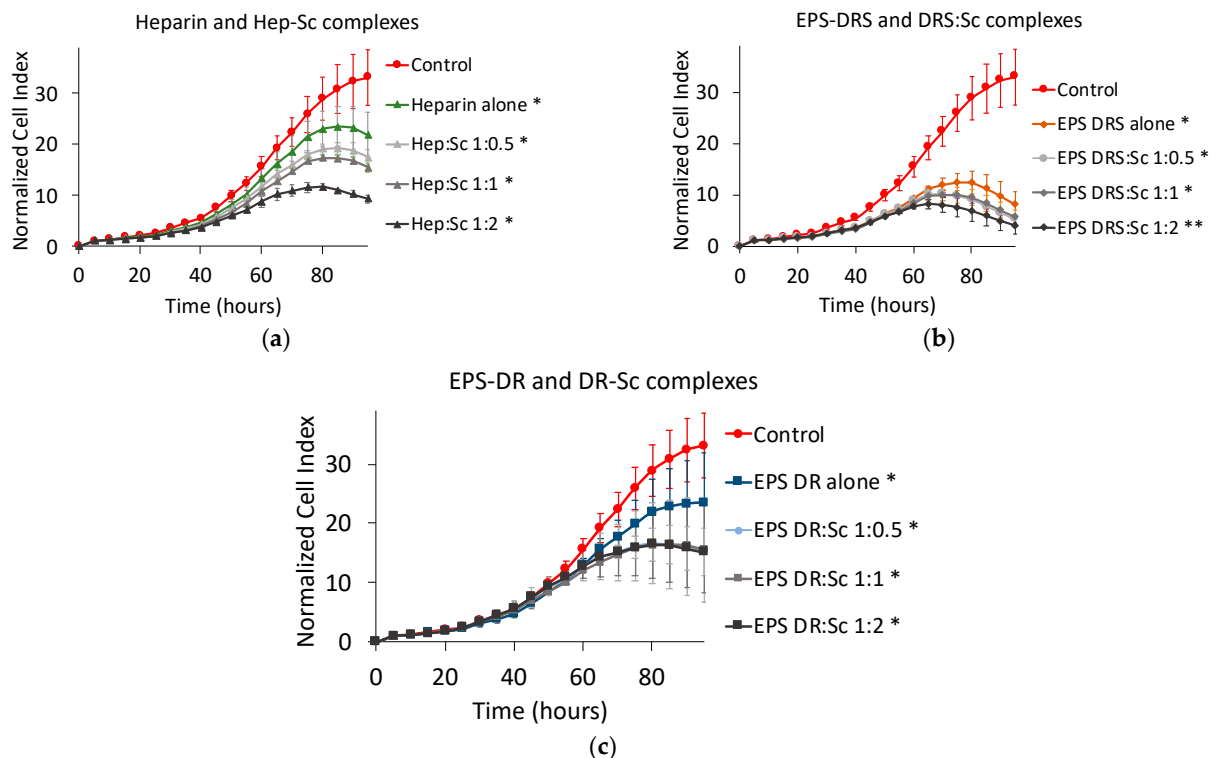 (a)
Heparin and Hep-Sc complexes
Normalized Cell Index
30
20
10
0
0 20 40 60 80
Time (hours)
Control
Heparin alone *
Hep:Sc 1:0.5 *
Hep:Sc 1:1 *
Hep:Sc 1:2 *
(a)
EPS-DRS and DRS:Sc complexes
Normalized Cell Index
30
20
10
0
0 20 40 60 80
Time (hours)
Control
EPS DRS alone *
EPS DRS:Sc 1:0.5 *
EPS DRS:Sc 1:1 *
EPS DRS:Sc 1:2 **
(b)
EPS-DR and DR-Sc complexes
Normalized Cell Index
30
20
10
0
0 20 40 60 80
Time (hours)
Control
EPS DR alone *
EPS DR:Sc 1:0.5 *
EPS DR:Sc 1:1 *
EPS DR:Sc 1:2 *
(c)